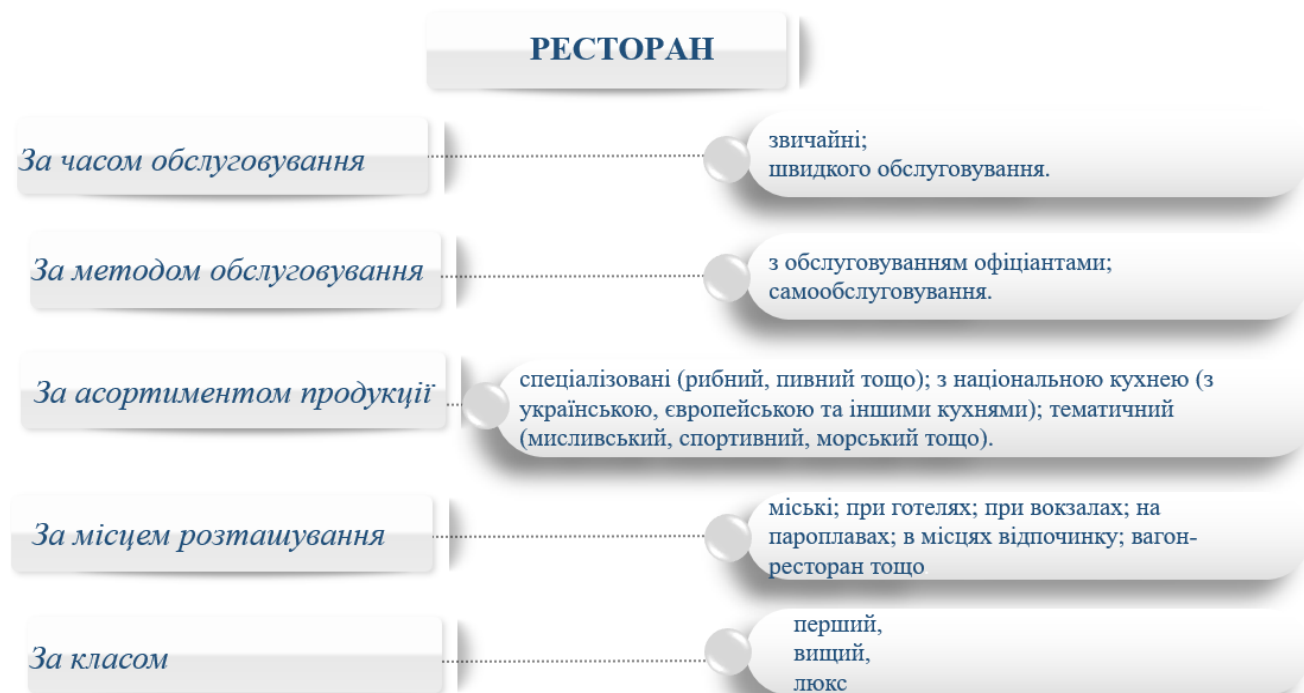 РЕСТОРАН
За часом обслуговування
звичайні;
швидкого обслуговування.
За методом обслуговування
з обслуговуванням офіціантами;
самообслуговування.
За асортиментом продукції
спеціалізовані (рибний, пивний тощо); з національною кухнею (з
українською, європейською та іншими кухнями); тематичний
(мисливський, спортивний, морський тощо).
За місцем розташування
міські; при готелях; при вокзалах; на
пароплавах; в місцях відпочинку; вагон-
ресторан тощо
За класом
перший,
вищий,
люкс